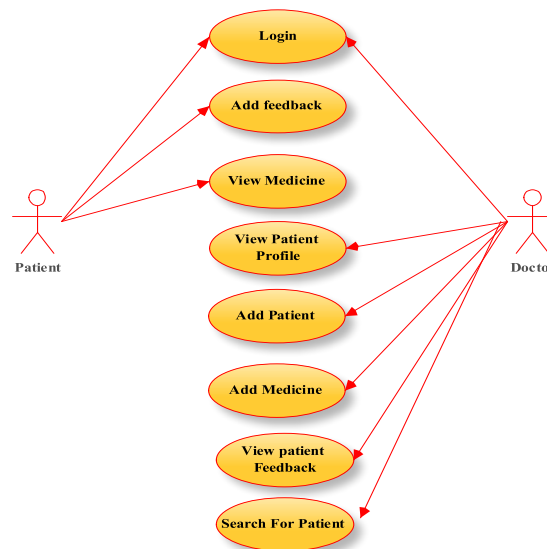 Login
Add feedback
View Medicine
View Patient
Profile
Patient
Docto
Add Patient
Add Medicine
View patient
Feedback
Search For Patient